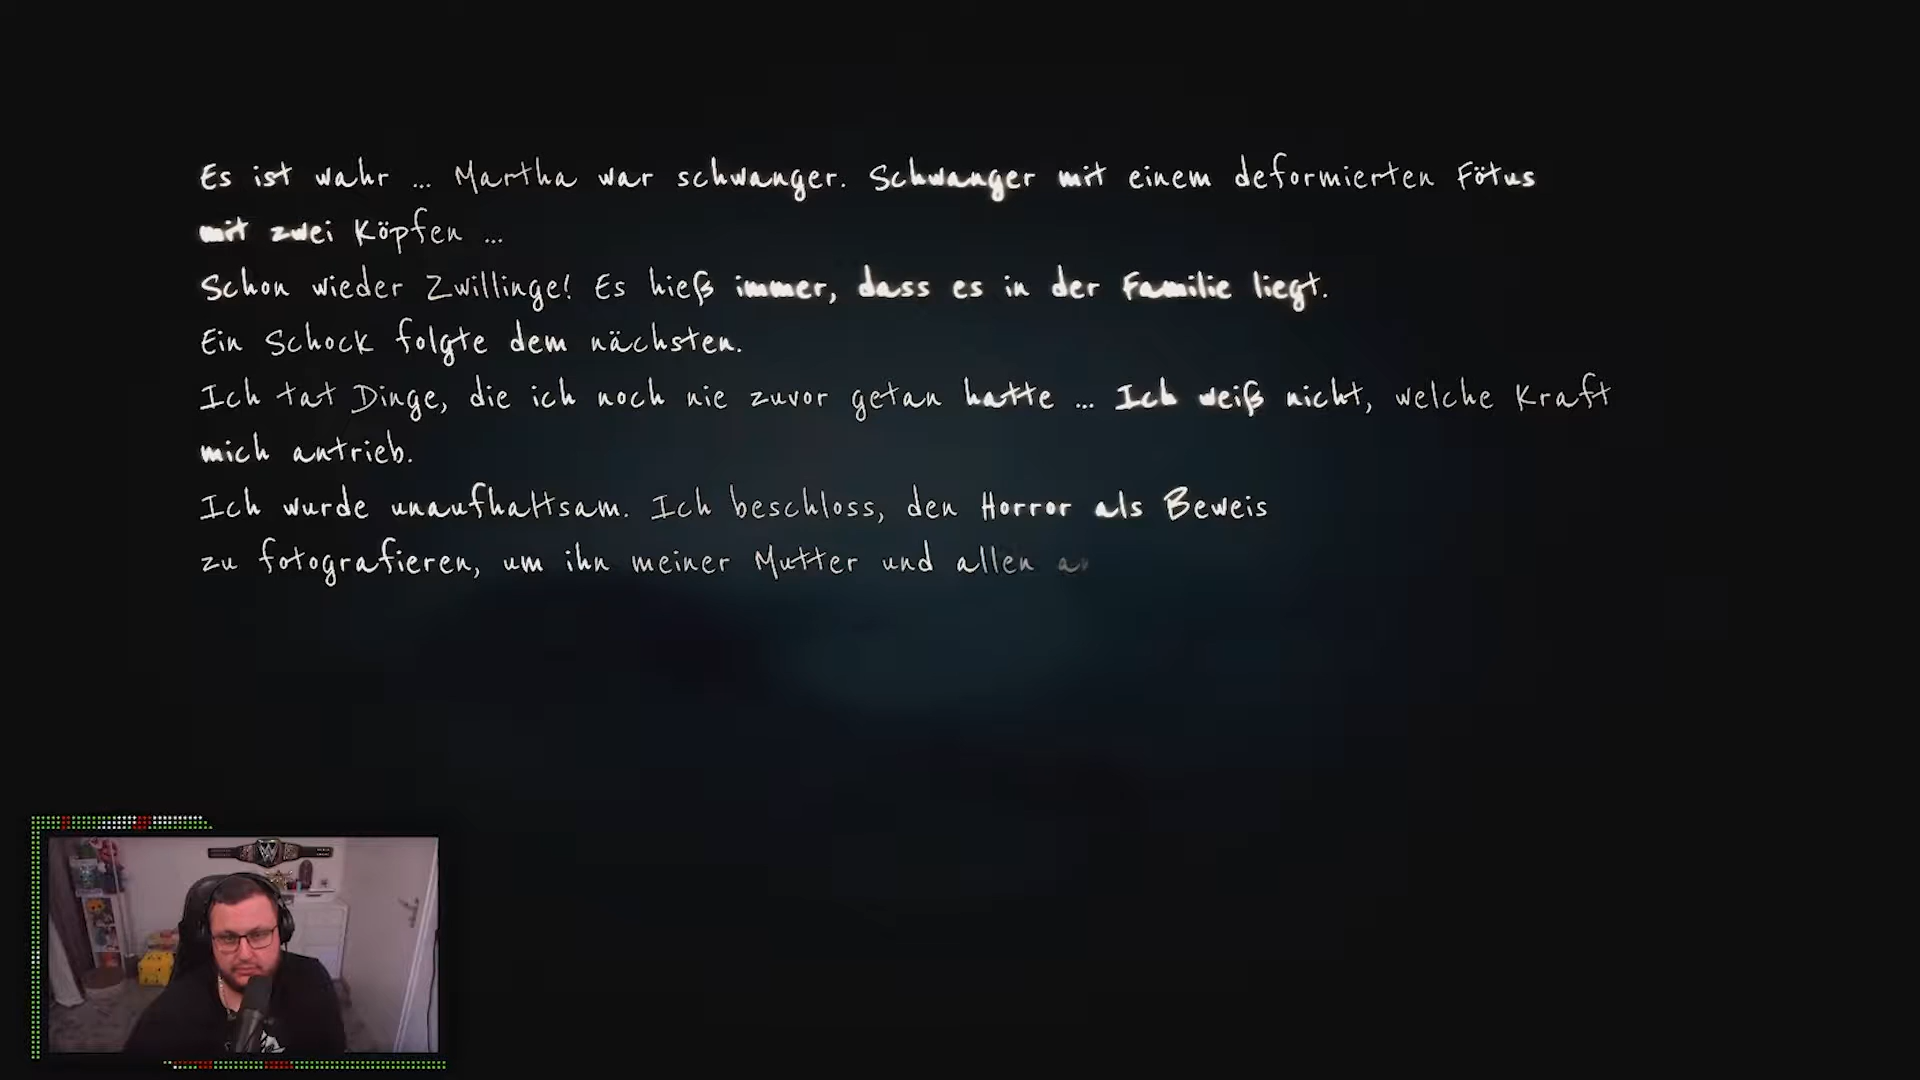 Es ist wahr ... Martha war schwanger. Schwanger mit einem deformierten Fötus
mit zwei Köpfen ...
Schon wieder Zwillinge! Es hieß immer, dass es in der Familie liegt.
Ein Schock folgte dem nächsten.
Ich tat Dinge, die ich noch nie zuvor getan hatte ... Ich weiß nicht, welche Kraft
mich antrieb.
Ich wurde unaufhaltsam. Ich beschloss, den Horror als Beweis
zu fotografieren, um ihn meiner Mutter und allen